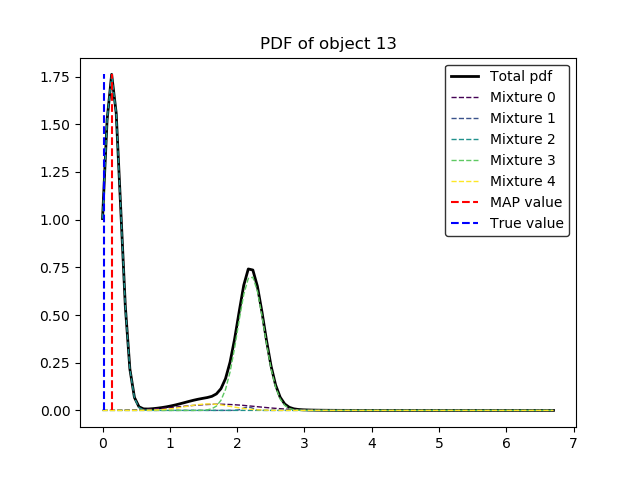 PDF of object 13
1.75
1.50
1.25
1.00
0.75
0.50
0.25
0.00
0 1 2 3 4 5 6 7
Total pdf
Mixture 0
Mixture 1
Mixture 2
Mixture 3
Mixture 4
MAP value
True value